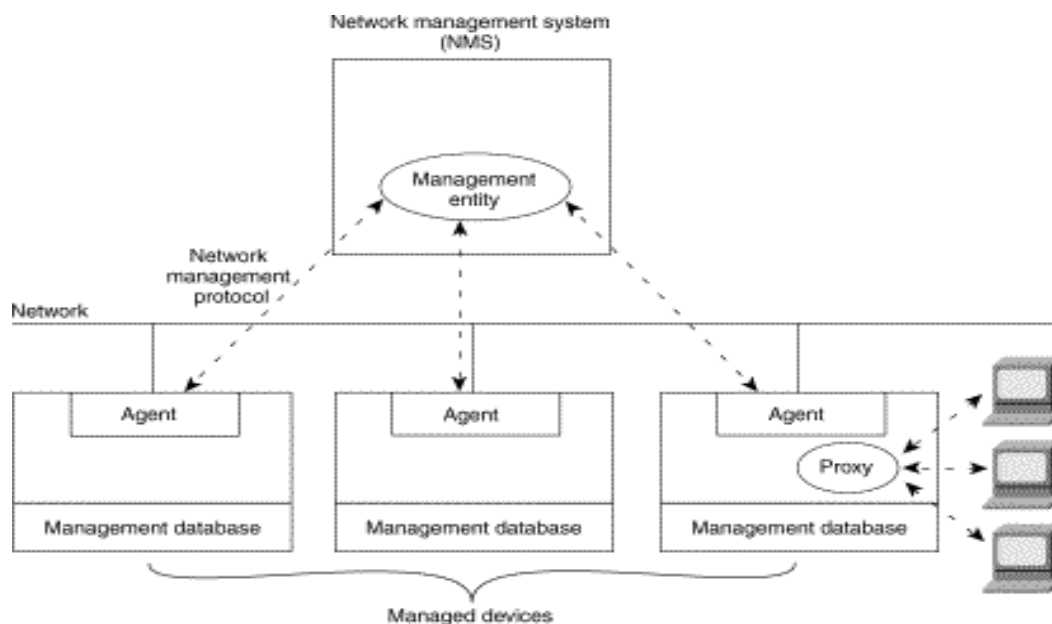 Network management system
(NMS)
Management
entity
Network
management
protocol
Network
Agent
Agent
Agent
Proxy
Management database
Management database
Management database
Managed devices